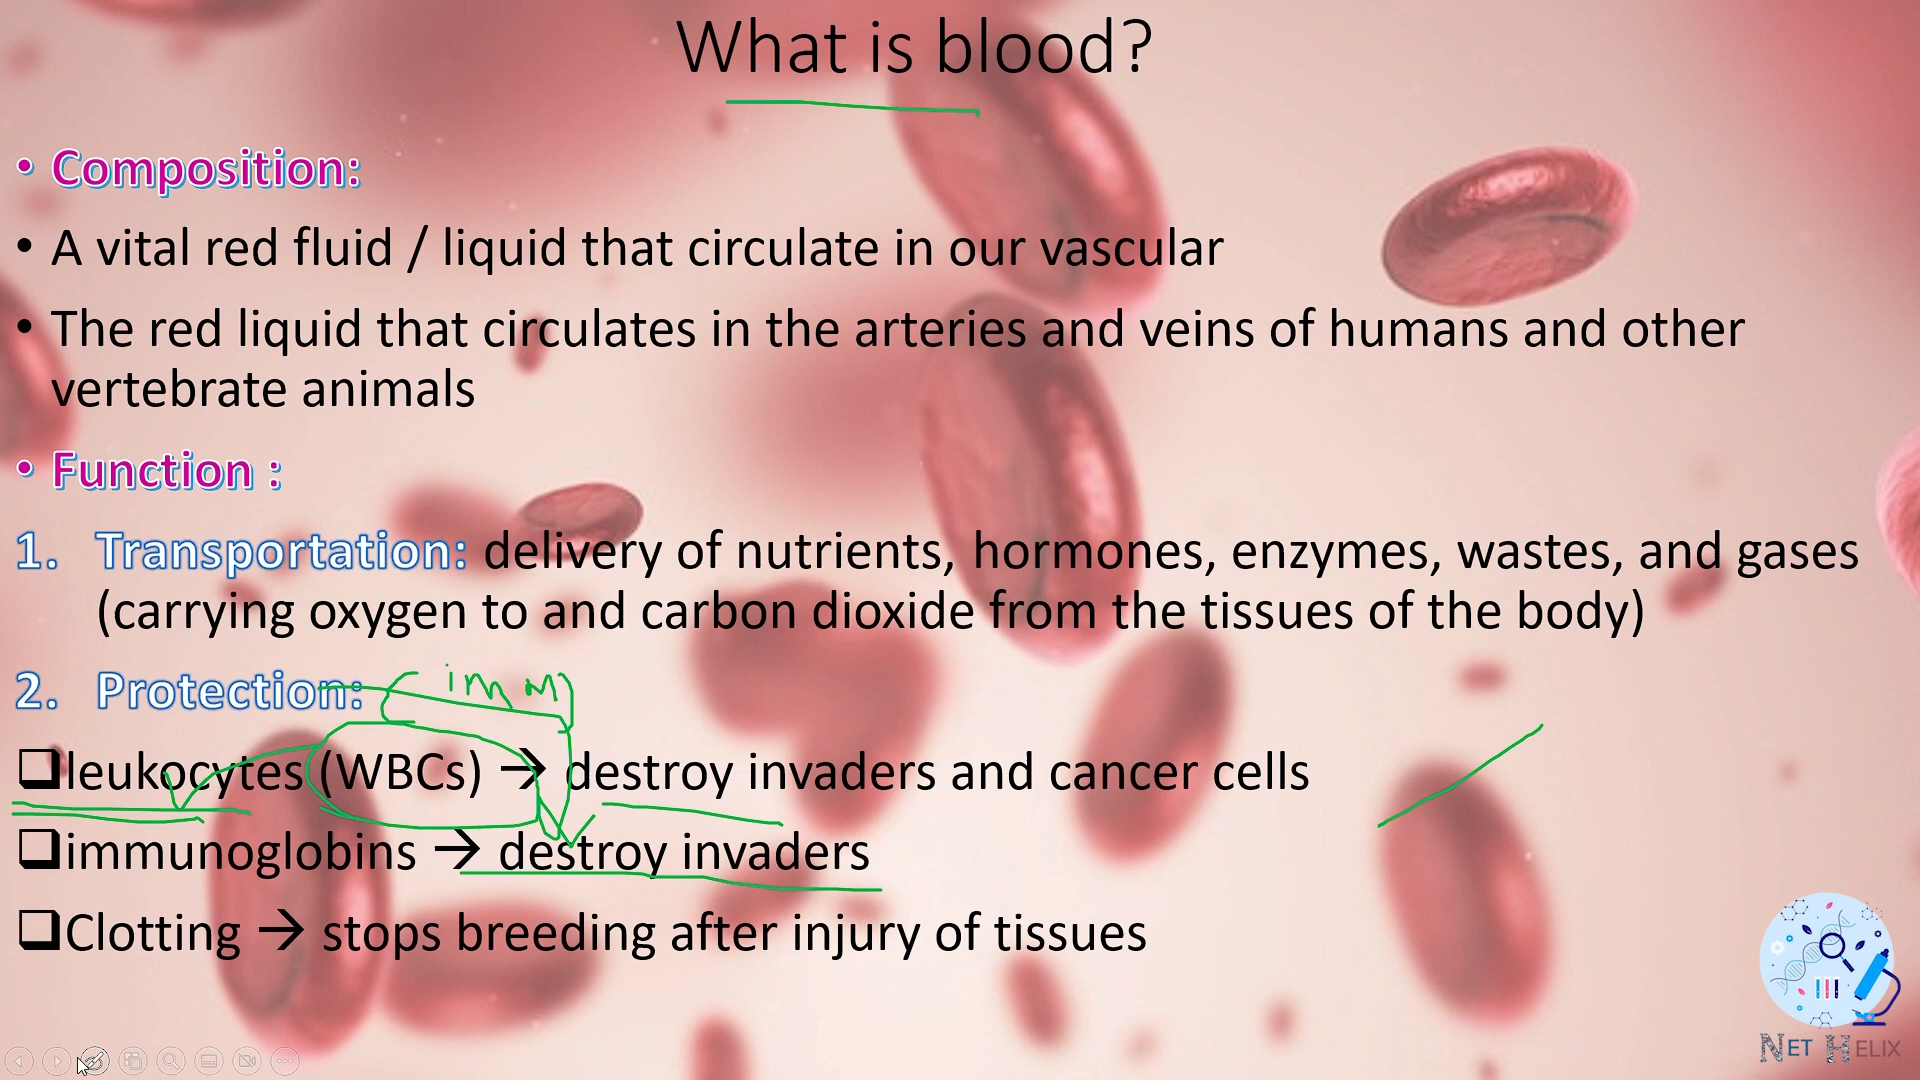 What is blood?
• Composition:
• A vital red fluid / liquid that circulate in our vascular
• The red liquid that circulates in the arteries and veins of humans and other
vertebrate animals
• Function :
1. Transportation: delivery of nutrients, hormones, enzymes, wastes, and gases
(carrying oxygen to and carbon dioxide from the tissues of the body)
2. Protection: (imm)
❑leukocytes (WBCs) → destroy invaders and cancer cells
❑immunoglobins → destroy invaders
❑Clotting → stops breeding after injury of tissues
NET HELIX